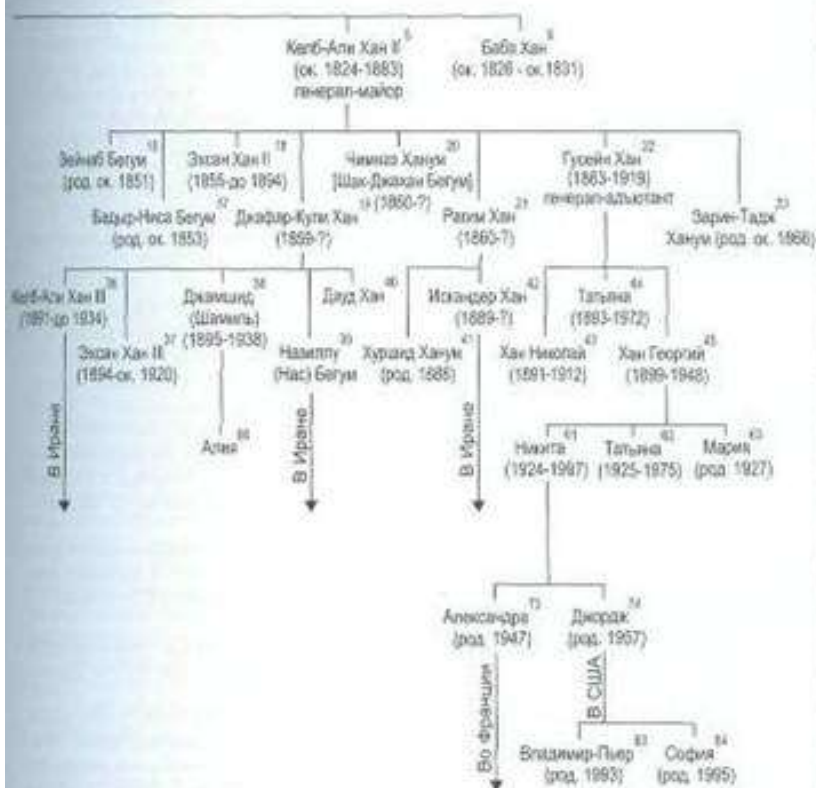 Келб-Али Хан II 5
(ок. 1824-1883)
генерал-майор
Баба Хан 6
(ок. 1826 - ок.1831)
Зейнаб Бегум 16
(род. ок. 1851)
Бадыр-Ниса Бегум 17
(род. ок. 1853)
Эхсан Хан II 18
(1855-до 1894)
Джафар-Кули Хан 19
(1859-?)
Чимназ Ханум 20
[Шах-Джахан Бегум]
(1860-?)
Рагим Хан 21
(1860-?)
Гусейн Хан 22
(1863-1919)
генерал-адъютант
Зарин-Тадж 23
Ханум (род. ок. 1866)
Келб-Али Хан III 36
(1891-до 1934)
Эхсан Хан III 37
(1894-ок. 1920)
Джамшид 38
(Шамиль)
(1895-1938)
Назиллу 39
(Нас) Бегум
Дауд Хан 40
Хуршид Ханум 41
(род. 1888)
Искандер Хан 42
(1889-?)
Хан Николай 43
(1891-1912)
Татьяна 44
(1893-1972)
Хан Георгий 45
(1899-1948)
В Иране
Алия 60
В Иране
В Иране
Никита 61
(1924-1997)
Татьяна 62
(1925-1975)
Мария 63
(род. 1927)
Александра 73
(род. 1947)
Джордж 74
(род. 1957)
Во Франции
В США
Владимир-Пьер 83
(род. 1993)
София 84
(род. 1995)